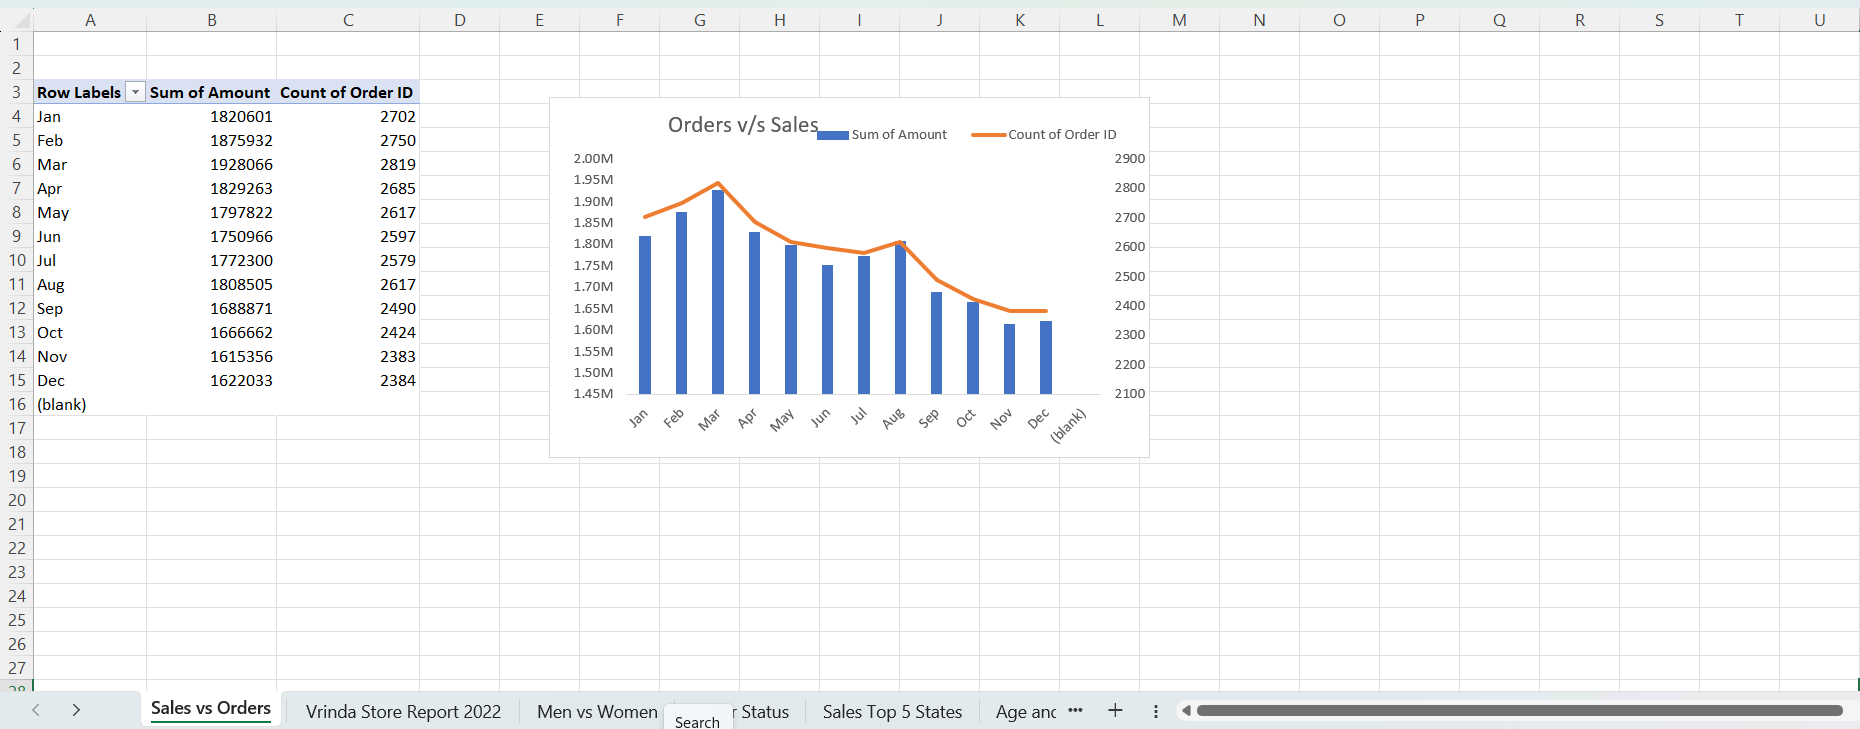 A B C D E F G H I J K L M N O P Q R S T U
1
2
3 Row Labels Sum of Amount Count of Order ID
4 Jan 1820601 2702
5 Feb 1875932 2750
6 Mar 1928066 2819
7 Apr 1829263 2685
8 May 1797822 2617
9 Jun 1750966 2597
10 Jul 1772300 2579
11 Aug 1808505 2617
12 Sep 1688871 2490
13 Oct 1666662 2424
14 Nov 1615356 2383
15 Dec 1622033 2384
16 (blank)
17
18
19
20
21
22
23
24
25
26
27
28
Orders v/s Sales
Sum of Amount Count of Order ID
2.00M 2900
1.95M
2800
1.90M
2700
1.85M
1.80M 2600
1.75M
2500
1.70M
1.65M 2400
1.60M 2300
1.55M
2200
1.50M
1.45M 2100
Jan Feb Mar Apr May Jun Jul Aug Sep Oct Nov Dec (blank)
Sales vs Orders Vrinda Store Report 2022 Men vs Women r Status Sales Top 5 States Age and
Search